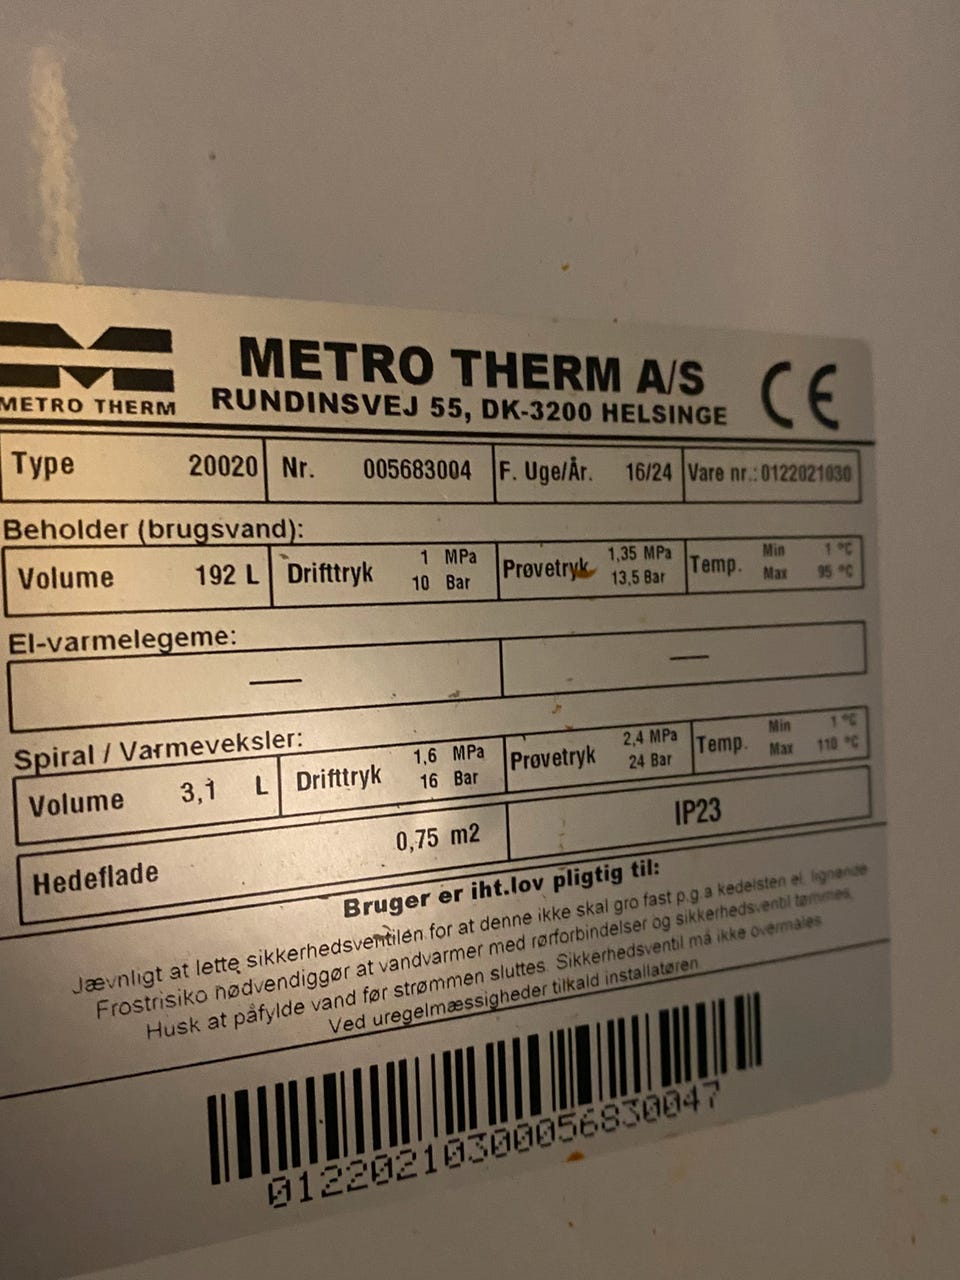 METRO THERM
METRO THERM A/S
RUNDINSVEJ 55, DK-3200 HELSINGE
CE
Type 20020 Nr. 005683004 F. Uge/År. 16/24 Vare nr.: 0122021030
Beholder (brugsvand):
Volume 192 L Drifttryk 1 MPa 10 Bar Prøvetryk 1,35 MPa 13,5 Bar Temp. Min 1 °C Max 95 °C
El-varmelegeme:
— —
Spiral / Varmeveksler:
Volume 3,1 L Drifttryk 1,6 MPa 16 Bar Prøvetryk 2,4 MPa 24 Bar Temp. Min 1 °C Max 110 °C
Hedeflade 0,75 m2 IP23
Bruger er iht.lov pligtig til:
Jævnligt at lette sikkerhedsventilen for at denne ikke skal gro fast p.g.a kedelsten el. lignende
Frostrisiko nødvendiggør at vandvarmer med rørforbindelser og sikkerhedsventil tømmes.
Husk at påfylde vand før strømmen sluttes. Sikkerhedsventil må ikke overmales
Ved uregelmæssigheder tilkald installatøren
01220210300056830047